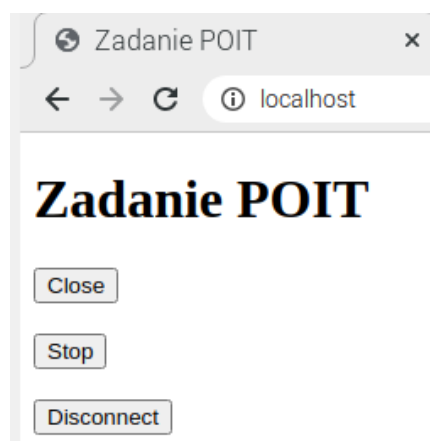 Zadanie POIT
localhost
Zadanie POIT
Close
Stop
Disconnect